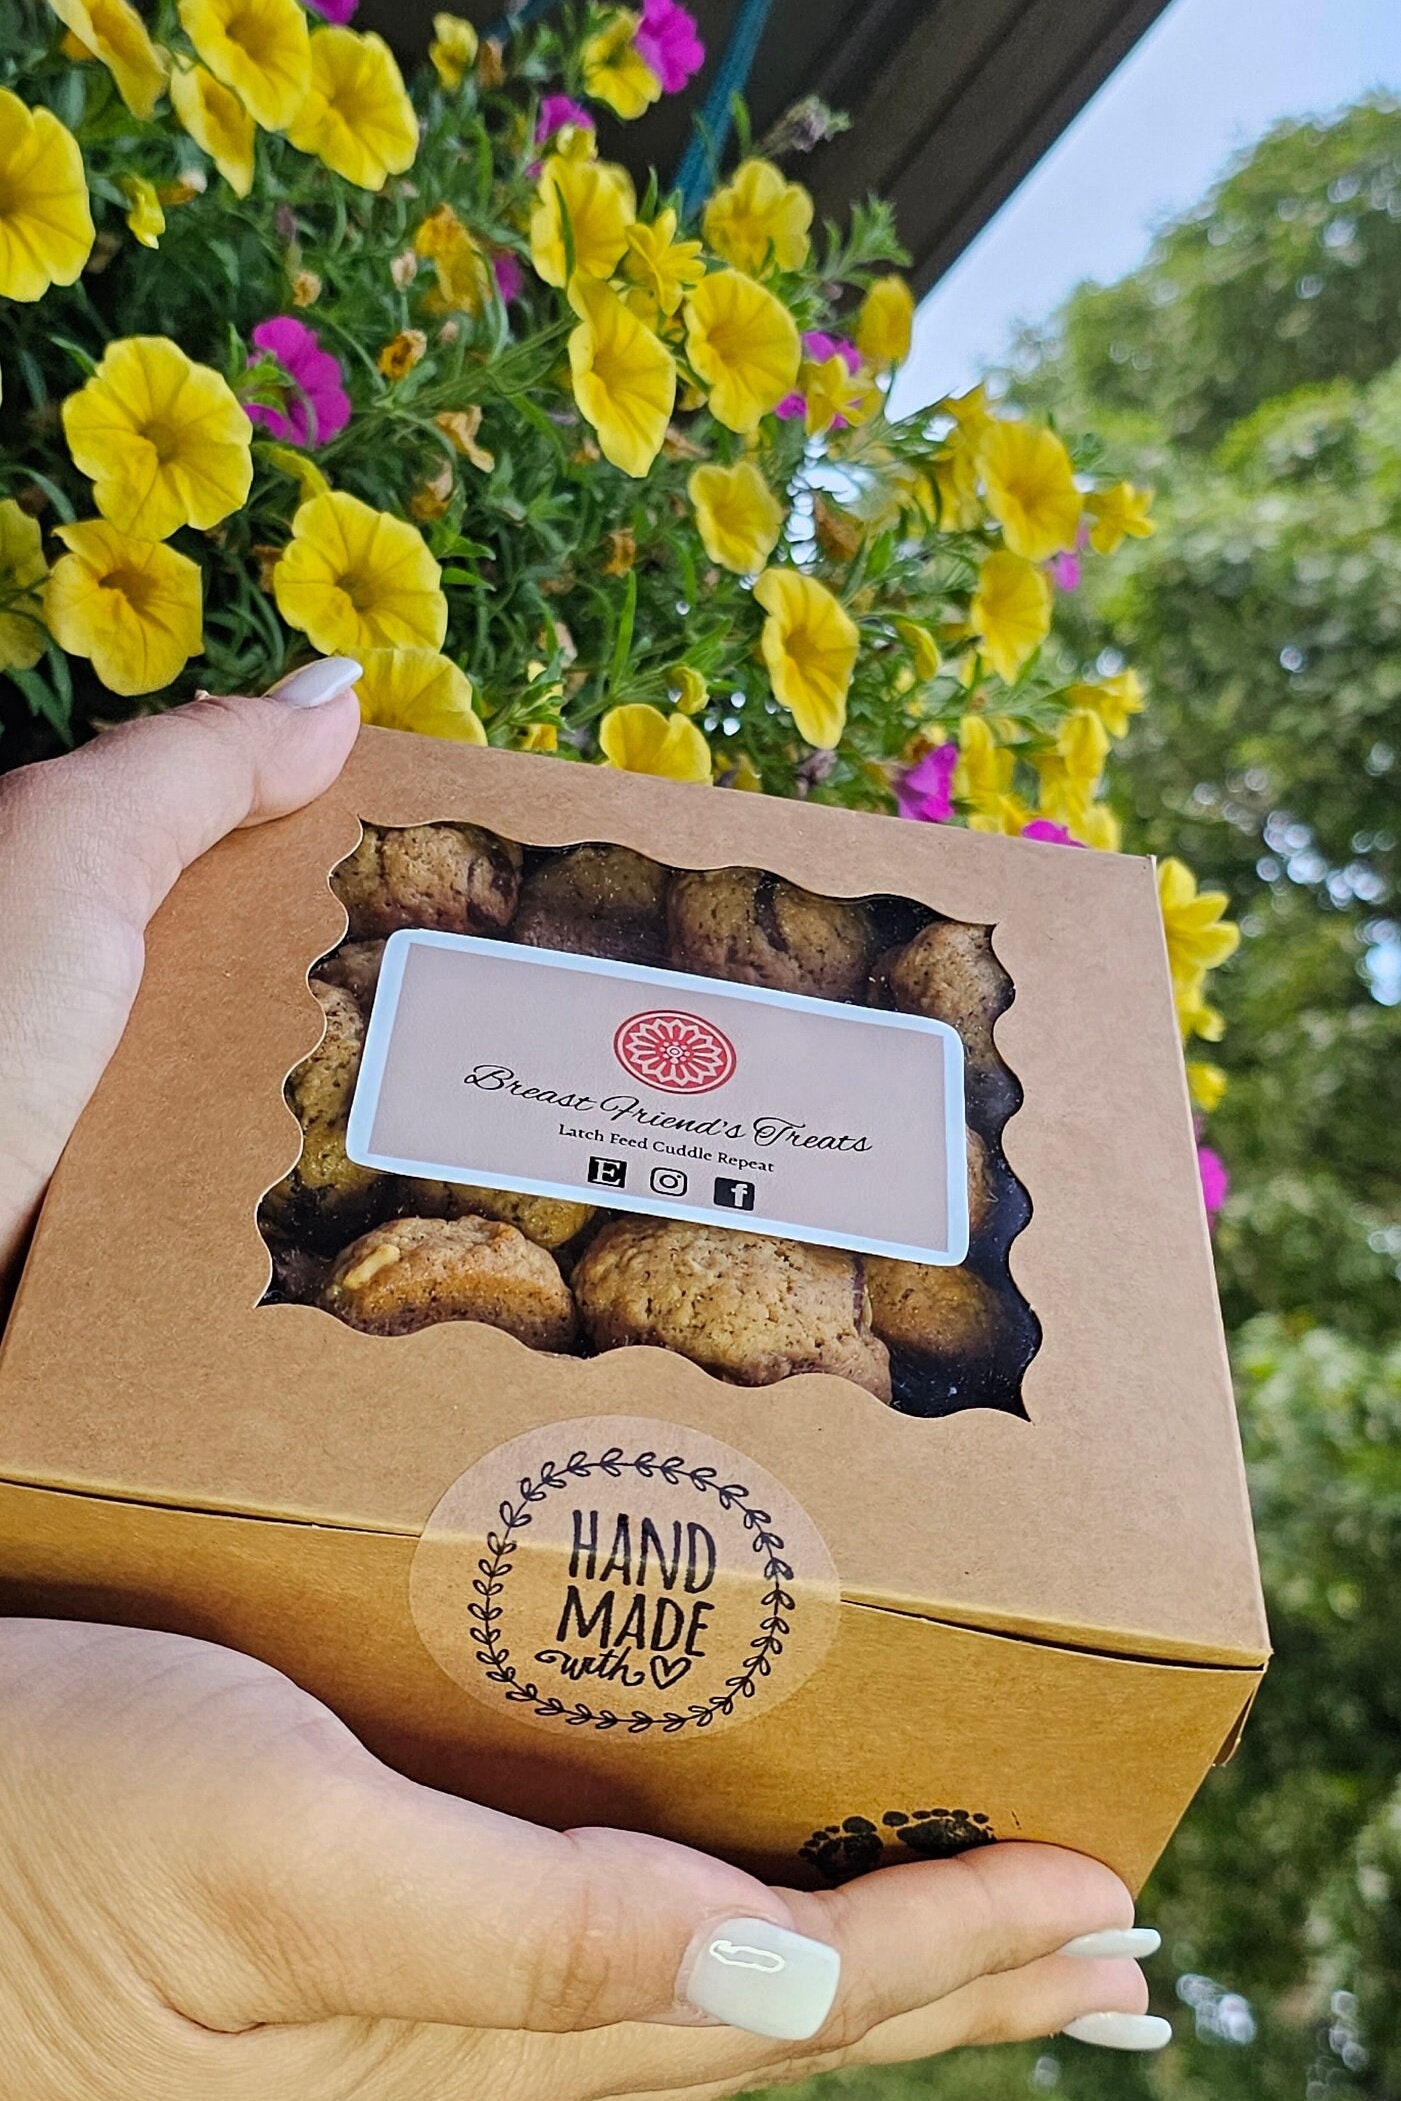 Breast Friend's Treats
Latch Feed Cuddle Repeat
E f
HAND
MADE
with